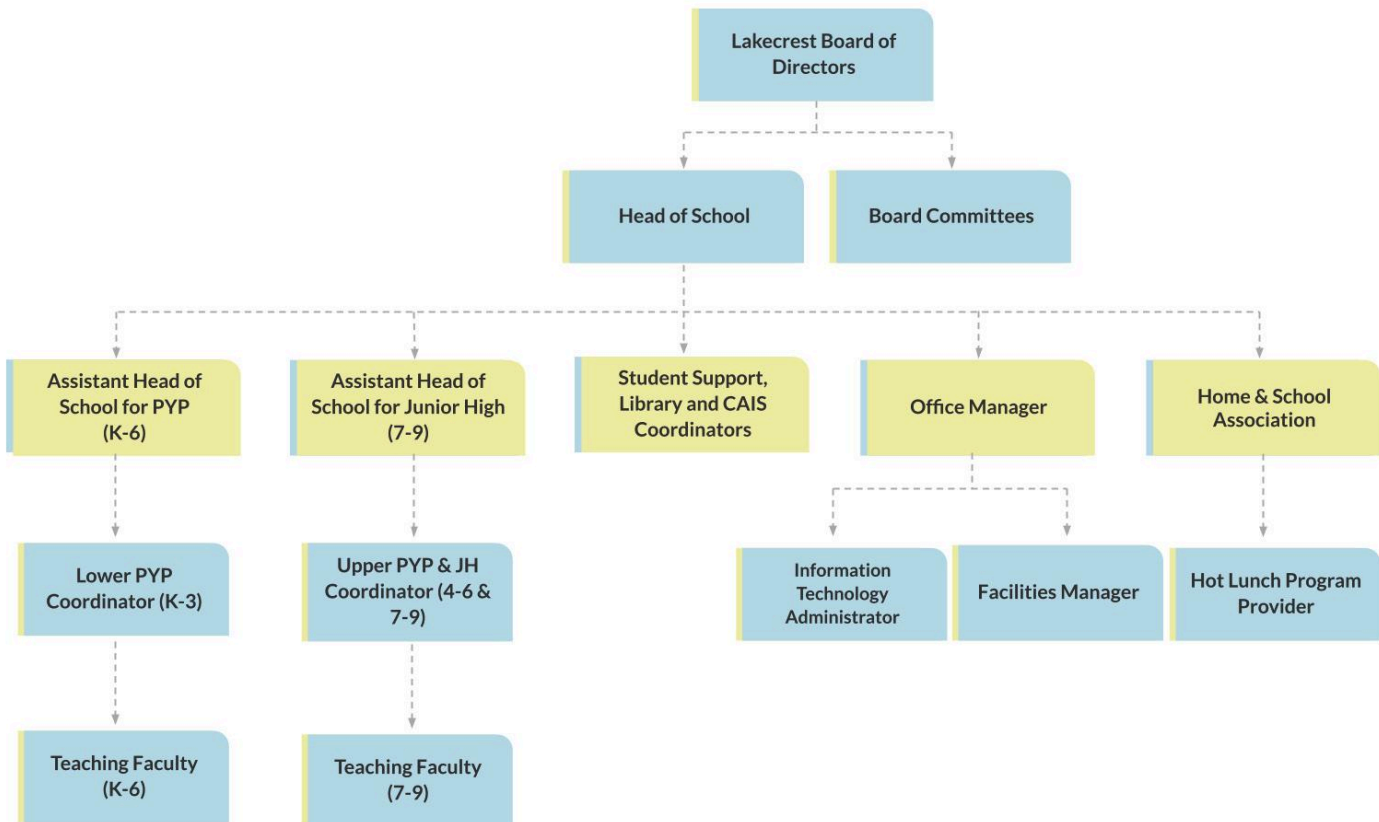 Lakecrest Board of
Directors
Head of School
Board Committees
Assistant Head of
School for PYP
(K-6)
Assistant Head of
School for Junior High
(7-9)
Student Support,
Library and CAIS
Coordinators
Office Manager
Home & School
Association
Lower PYP
Coordinator (K-3)
Upper PYP & JH
Coordinator (4-6 &
7-9)
Information
Technology
Administrator
Facilities Manager
Hot Lunch Program
Provider
Teaching Faculty
(K-6)
Teaching Faculty
(7-9)